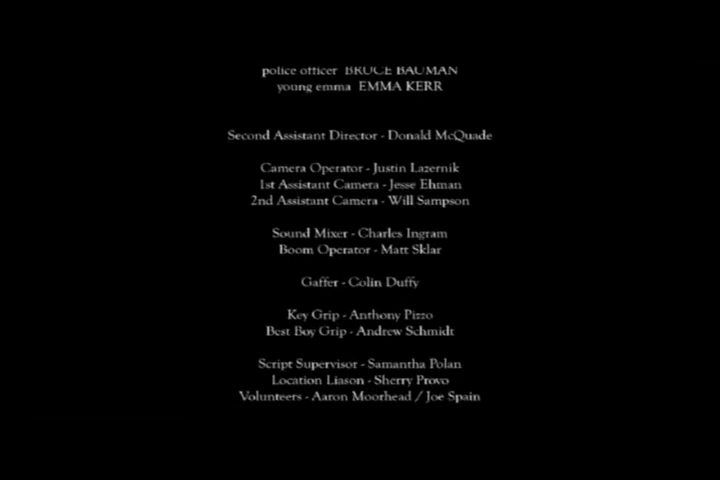 police officer BRUCE BAUMAN
young emma EMMA KERR
Second Assistant Director - Donald McQuade
Camera Operator - Justin Lazernik
1st Assistant Camera - Jesse Ehman
2nd Assistant Camera - Will Sampson
Sound Mixer - Charles Ingram
Boom Operator - Matt Sklar
Gaffer - Colin Duffy
Key Grip - Anthony Pizzo
Best Boy Grip - Andrew Schmidt
Script Supervisor - Samantha Polan
Location Liason - Sherry Provo
Volunteers - Aaron Moorhead / Joe Spain